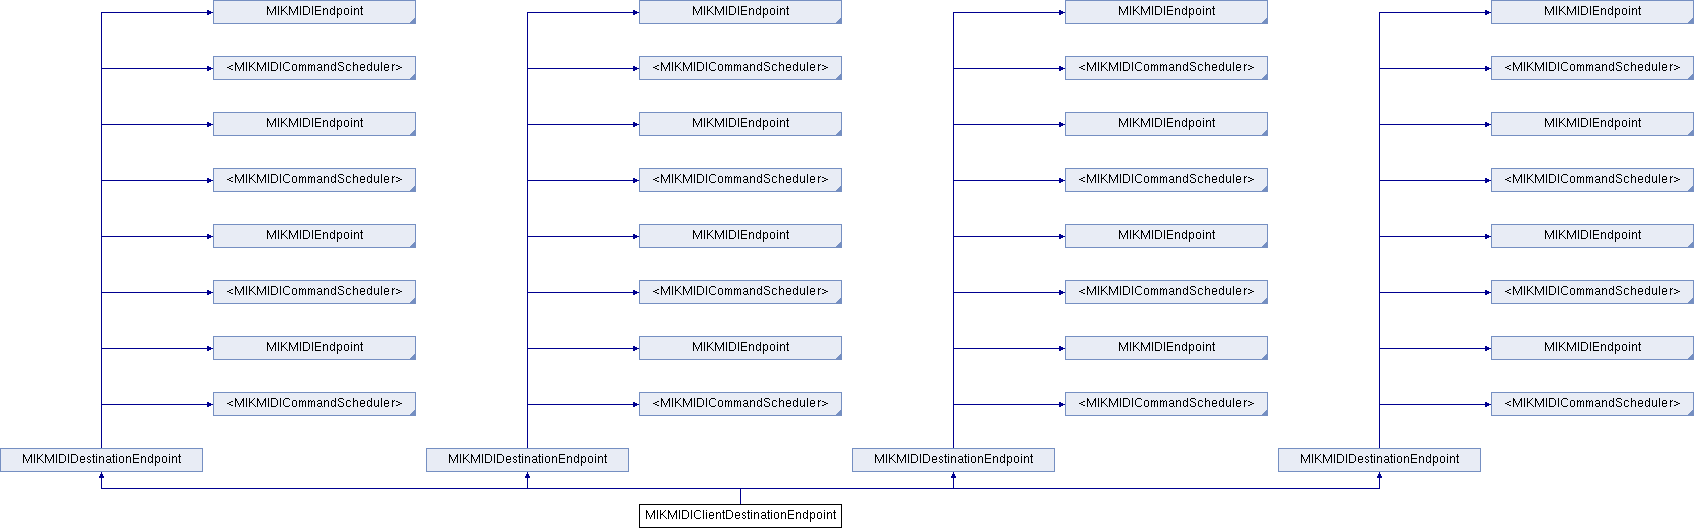 MIKMIDIEndpoint MIKMIDIEndpoint MIKMIDIEndpoint MIKMIDIEndpoint
<MIKMIDICommandScheduler> <MIKMIDICommandScheduler> <MIKMIDICommandScheduler> <MIKMIDICommandScheduler>
MIKMIDIEndpoint MIKMIDIEndpoint MIKMIDIEndpoint MIKMIDIEndpoint
<MIKMIDICommandScheduler> <MIKMIDICommandScheduler> <MIKMIDICommandScheduler> <MIKMIDICommandScheduler>
MIKMIDIEndpoint MIKMIDIEndpoint MIKMIDIEndpoint MIKMIDIEndpoint
<MIKMIDICommandScheduler> <MIKMIDICommandScheduler> <MIKMIDICommandScheduler> <MIKMIDICommandScheduler>
MIKMIDIEndpoint MIKMIDIEndpoint MIKMIDIEndpoint MIKMIDIEndpoint
<MIKMIDICommandScheduler> <MIKMIDICommandScheduler> <MIKMIDICommandScheduler> <MIKMIDICommandScheduler>
MIKMIDIDestinationEndpoint MIKMIDIDestinationEndpoint MIKMIDIDestinationEndpoint MIKMIDIDestinationEndpoint
MIKMIDIClientDestinationEndpoint